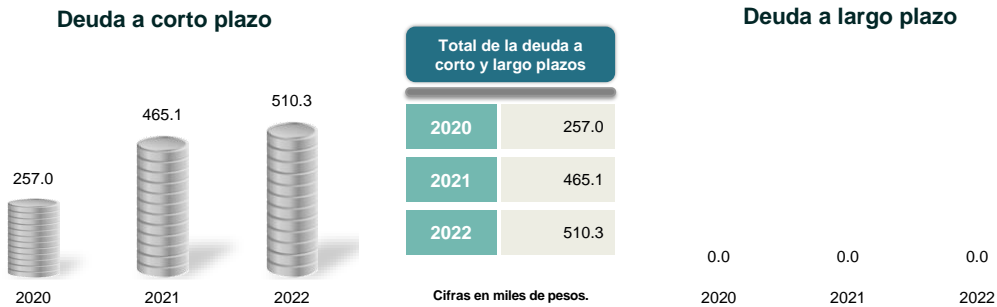 Deuda a corto plazo
257.0
465.1
510.3
2020
2021
2022
Total de la deuda a
corto y largo plazos
2020 257.0
2021 465.1
2022 510.3
Cifras en miles de pesos.
Deuda a largo plazo
0.0 0.0 0.0
2020 2021 2022